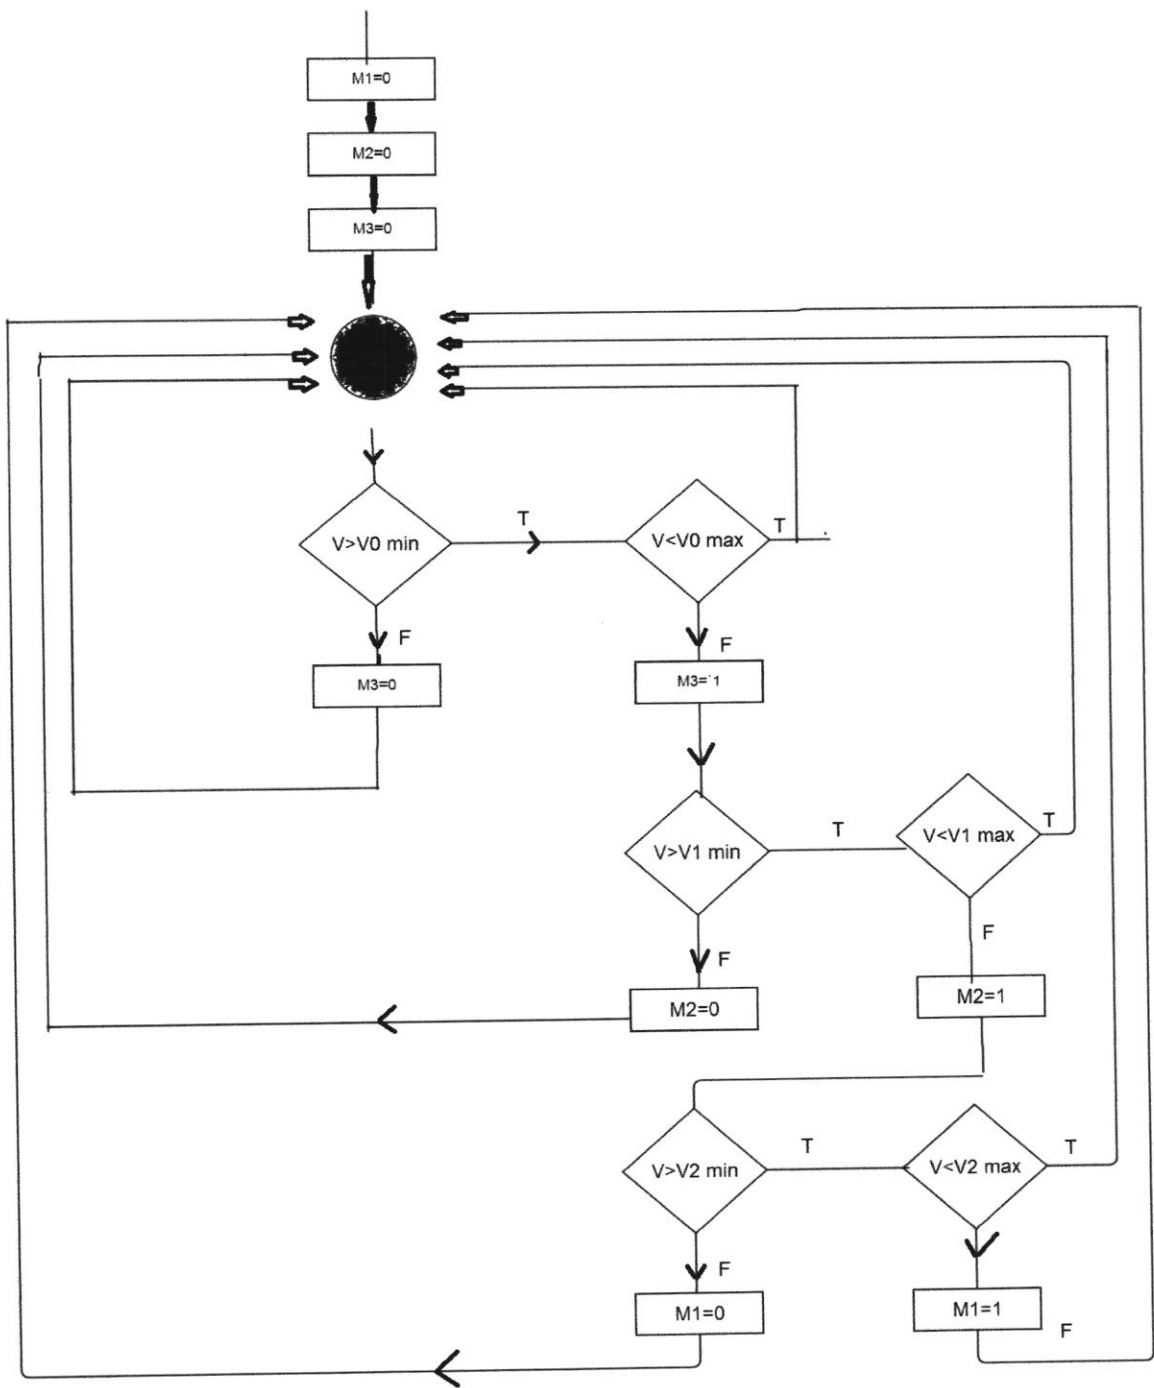 M1=0
M2=0
M3=0
V>V0 min
T
V<V0 max
T
F
F
M3=0
M3= 1
V>V1 min
T
V<V1 max
T
F
F
M2=0
M2=1
V>V2 min
T
V<V2 max
T
F
M1=0
M1=1
F